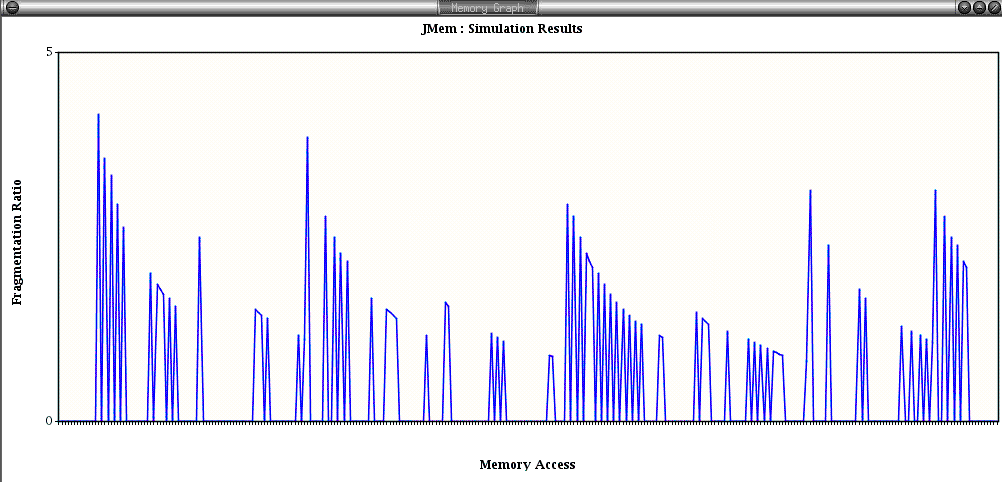 Memory Graph
JMem : Simulation Results
5
Fragmentation Ratio
0
Memory Access